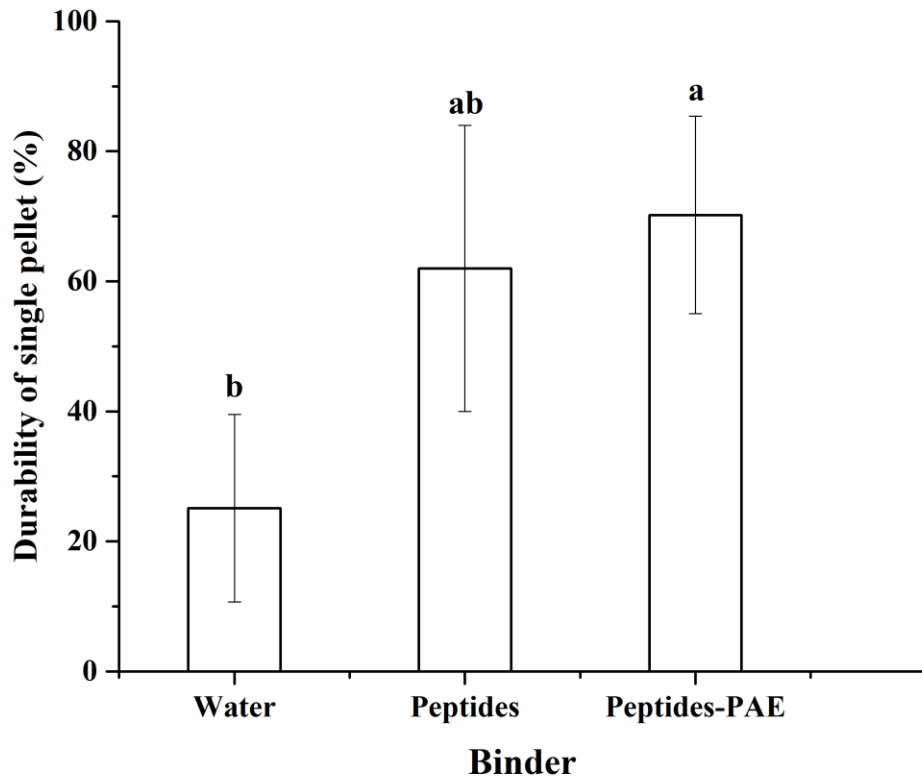 Durability of single pellet (%)
100
80
60
40
20
0
b
ab
a
Water
Peptides
Peptides-PAE
Binder